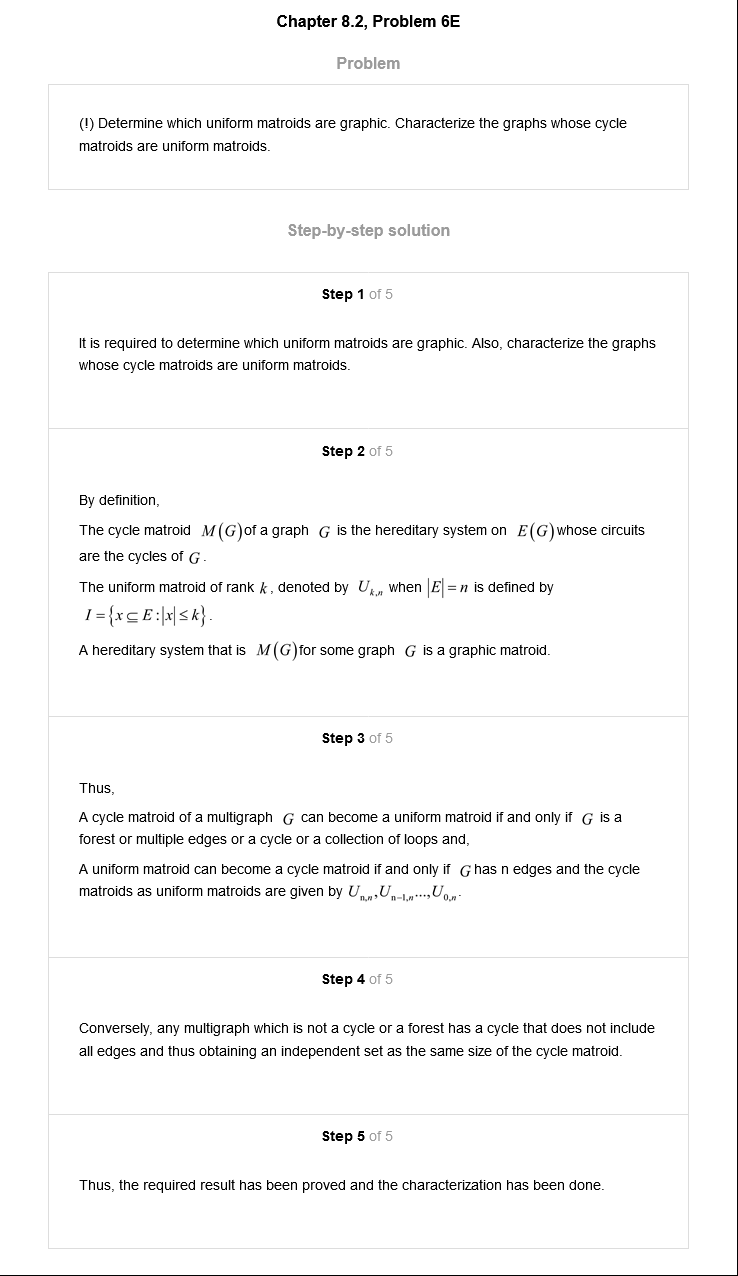 Chapter 8.2, Problem 6E
Problem
(!) Determine which uniform matroids are graphic. Characterize the graphs whose cycle
matroids are uniform matroids.
Step-by-step solution
Step 1 of 5
It is required to determine which uniform matroids are graphic. Also, characterize the graphs
whose cycle matroids are uniform matroids.
Step 2 of 5
By definition,
The cycle matroid M(G)of a graph G is the hereditary system on E(G)whose circuits
are the cycles of G.
The uniform matroid of rank k, denoted by U_{k,n} when |E|=n is defined by
I={x⊆E:|x|≤k}.
A hereditary system that is M(G)for some graph G is a graphic matroid.
Step 3 of 5
Thus,
A cycle matroid of a multigraph G can become a uniform matroid if and only if G is a
forest or multiple edges or a cycle or a collection of loops and,
A uniform matroid can become a cycle matroid if and only if G has n edges and the cycle
matroids as uniform matroids are given by U_{n,n},U_{n-1,n}...,U_{0,n}.
Step 4 of 5
Conversely, any multigraph which is not a cycle or a forest has a cycle that does not include
all edges and thus obtaining an independent set as the same size of the cycle matroid.
Step 5 of 5
Thus, the required result has been proved and the characterization has been done.